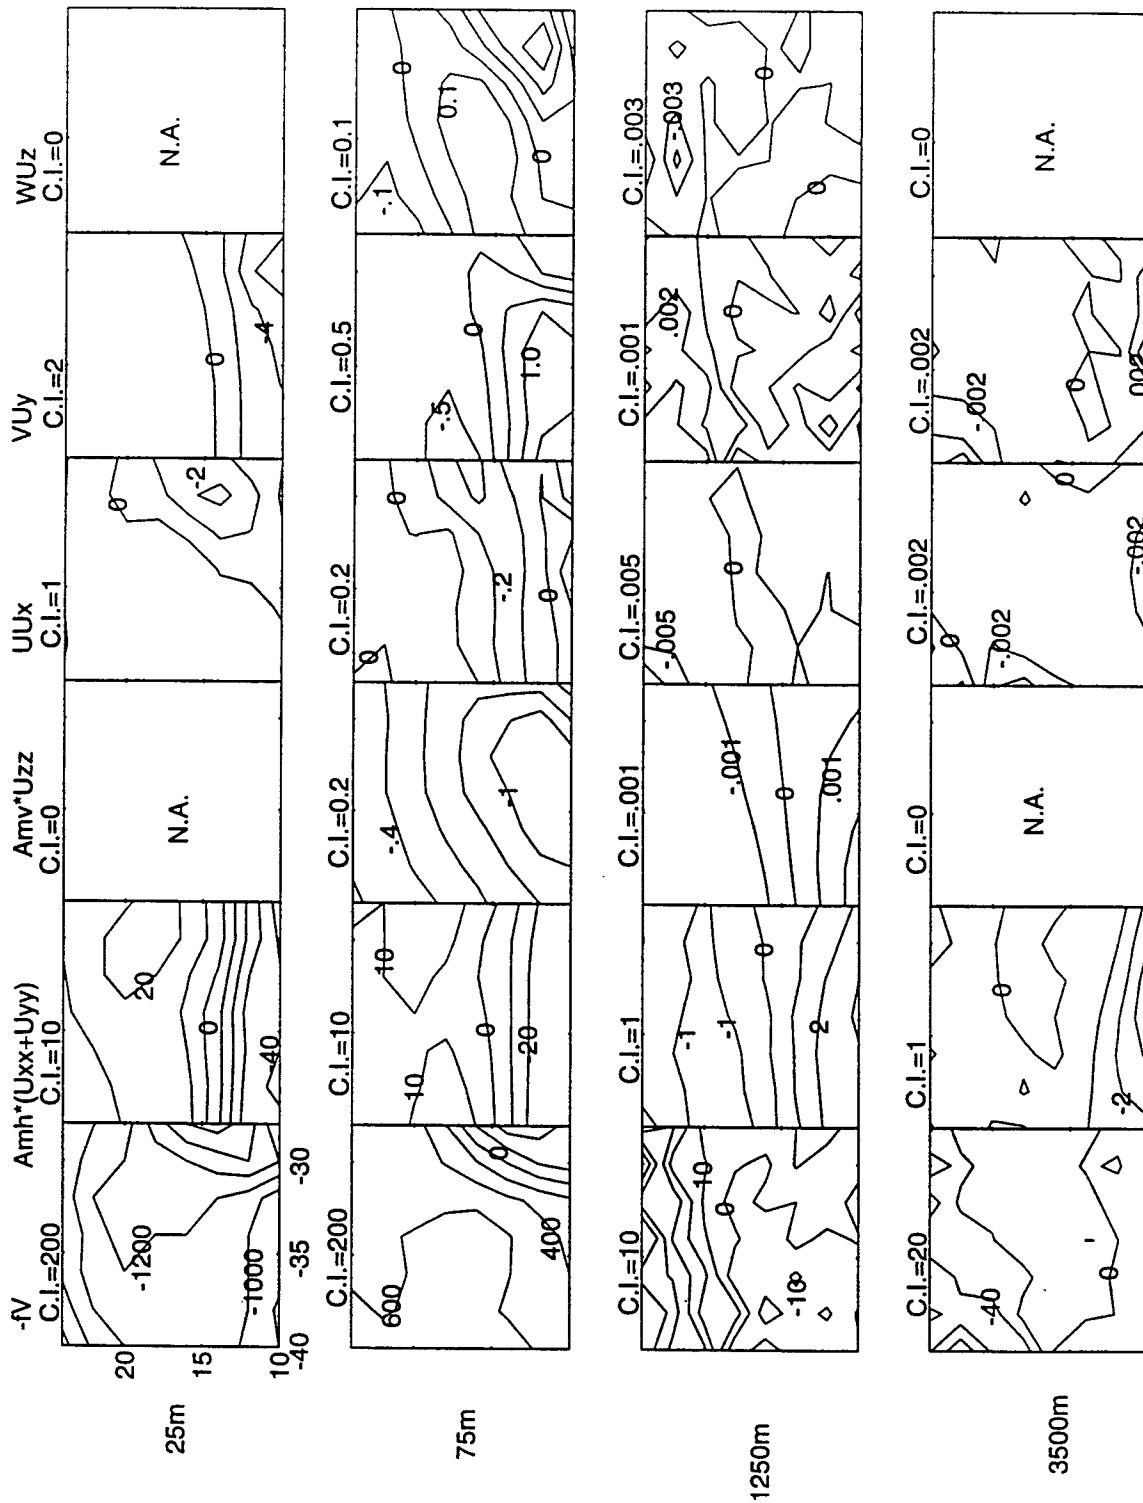 -fV
C.I.=200
Amh*(Uxx+Uyy)
C.I.=10
Amv*Uzz
C.I.=0
UUx
C.I.=1
VUy
C.I.=2
WUz
C.I.=0
25m
20
15
10
-40
-35
-30
-1200
-1000
20
0
-40
N.A.
0
-2
0
-4
N.A.
75m
C.I.=200
600
400
0
C.I.=10
10
10
0
-20
C.I.=0.2
-.4
-1
C.I.=0.2
0
0
-.2
0
C.I.=0.5
0
-.5
1.0
C.I.=0.1
-.1
0
0.1
0
1250m
C.I.=10
10
0
-10
C.I.=1
-1
-1
0
2
C.I.=.001
-.001
0
.001
C.I.=.005
-.005
0
C.I.=.001
.002
0
C.I.=.003
-.003
0
0
3500m
C.I.=20
-40
0
C.I.=1
0
-2
C.I.=0
N.A.
C.I.=.002
0
-.002
0
-.002
C.I.=.002
-.002
0
.002
C.I.=0
N.A.